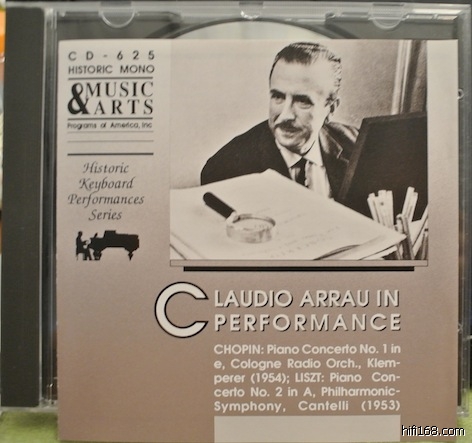 CD-625
HISTORIC MONO
MUSIC
& ARTS
Programs of America, Inc
Historic
Keyboard
Performances
Series
CLAUDIO ARRAU IN
PERFORMANCE
CHOPIN: Piano Concerto No. 1 in
e, Cologne Radio Orch., Klem-
perer (1954); LISZT: Piano Con-
certo No. 2 in A, Philharmonic-
Symphony, Cantelli (1953)
hifi168.com